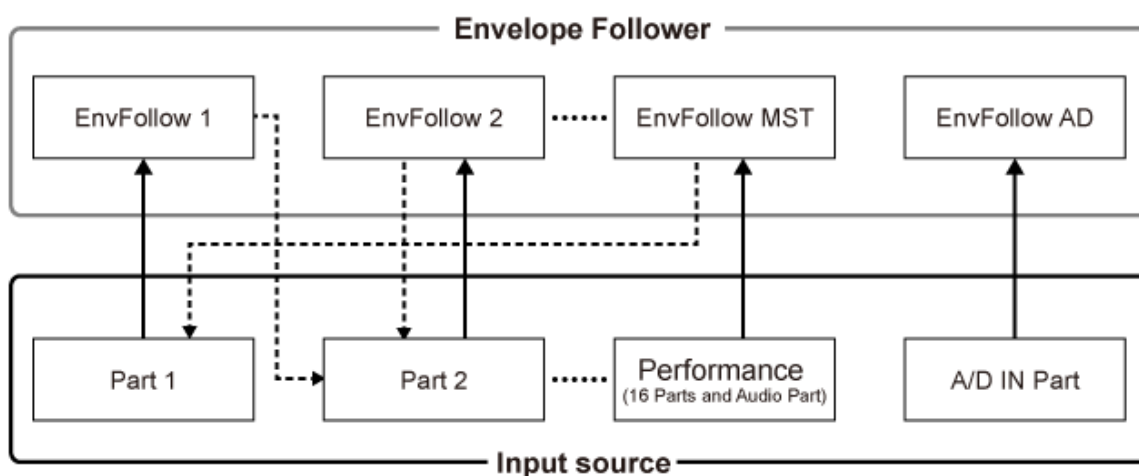 Envelope Follower
EnvFollow 1
EnvFollow 2
EnvFollow MST
EnvFollow AD
Part 1
Part 2
Performance
(16 Parts and Audio Part)
A/D IN Part
Input source